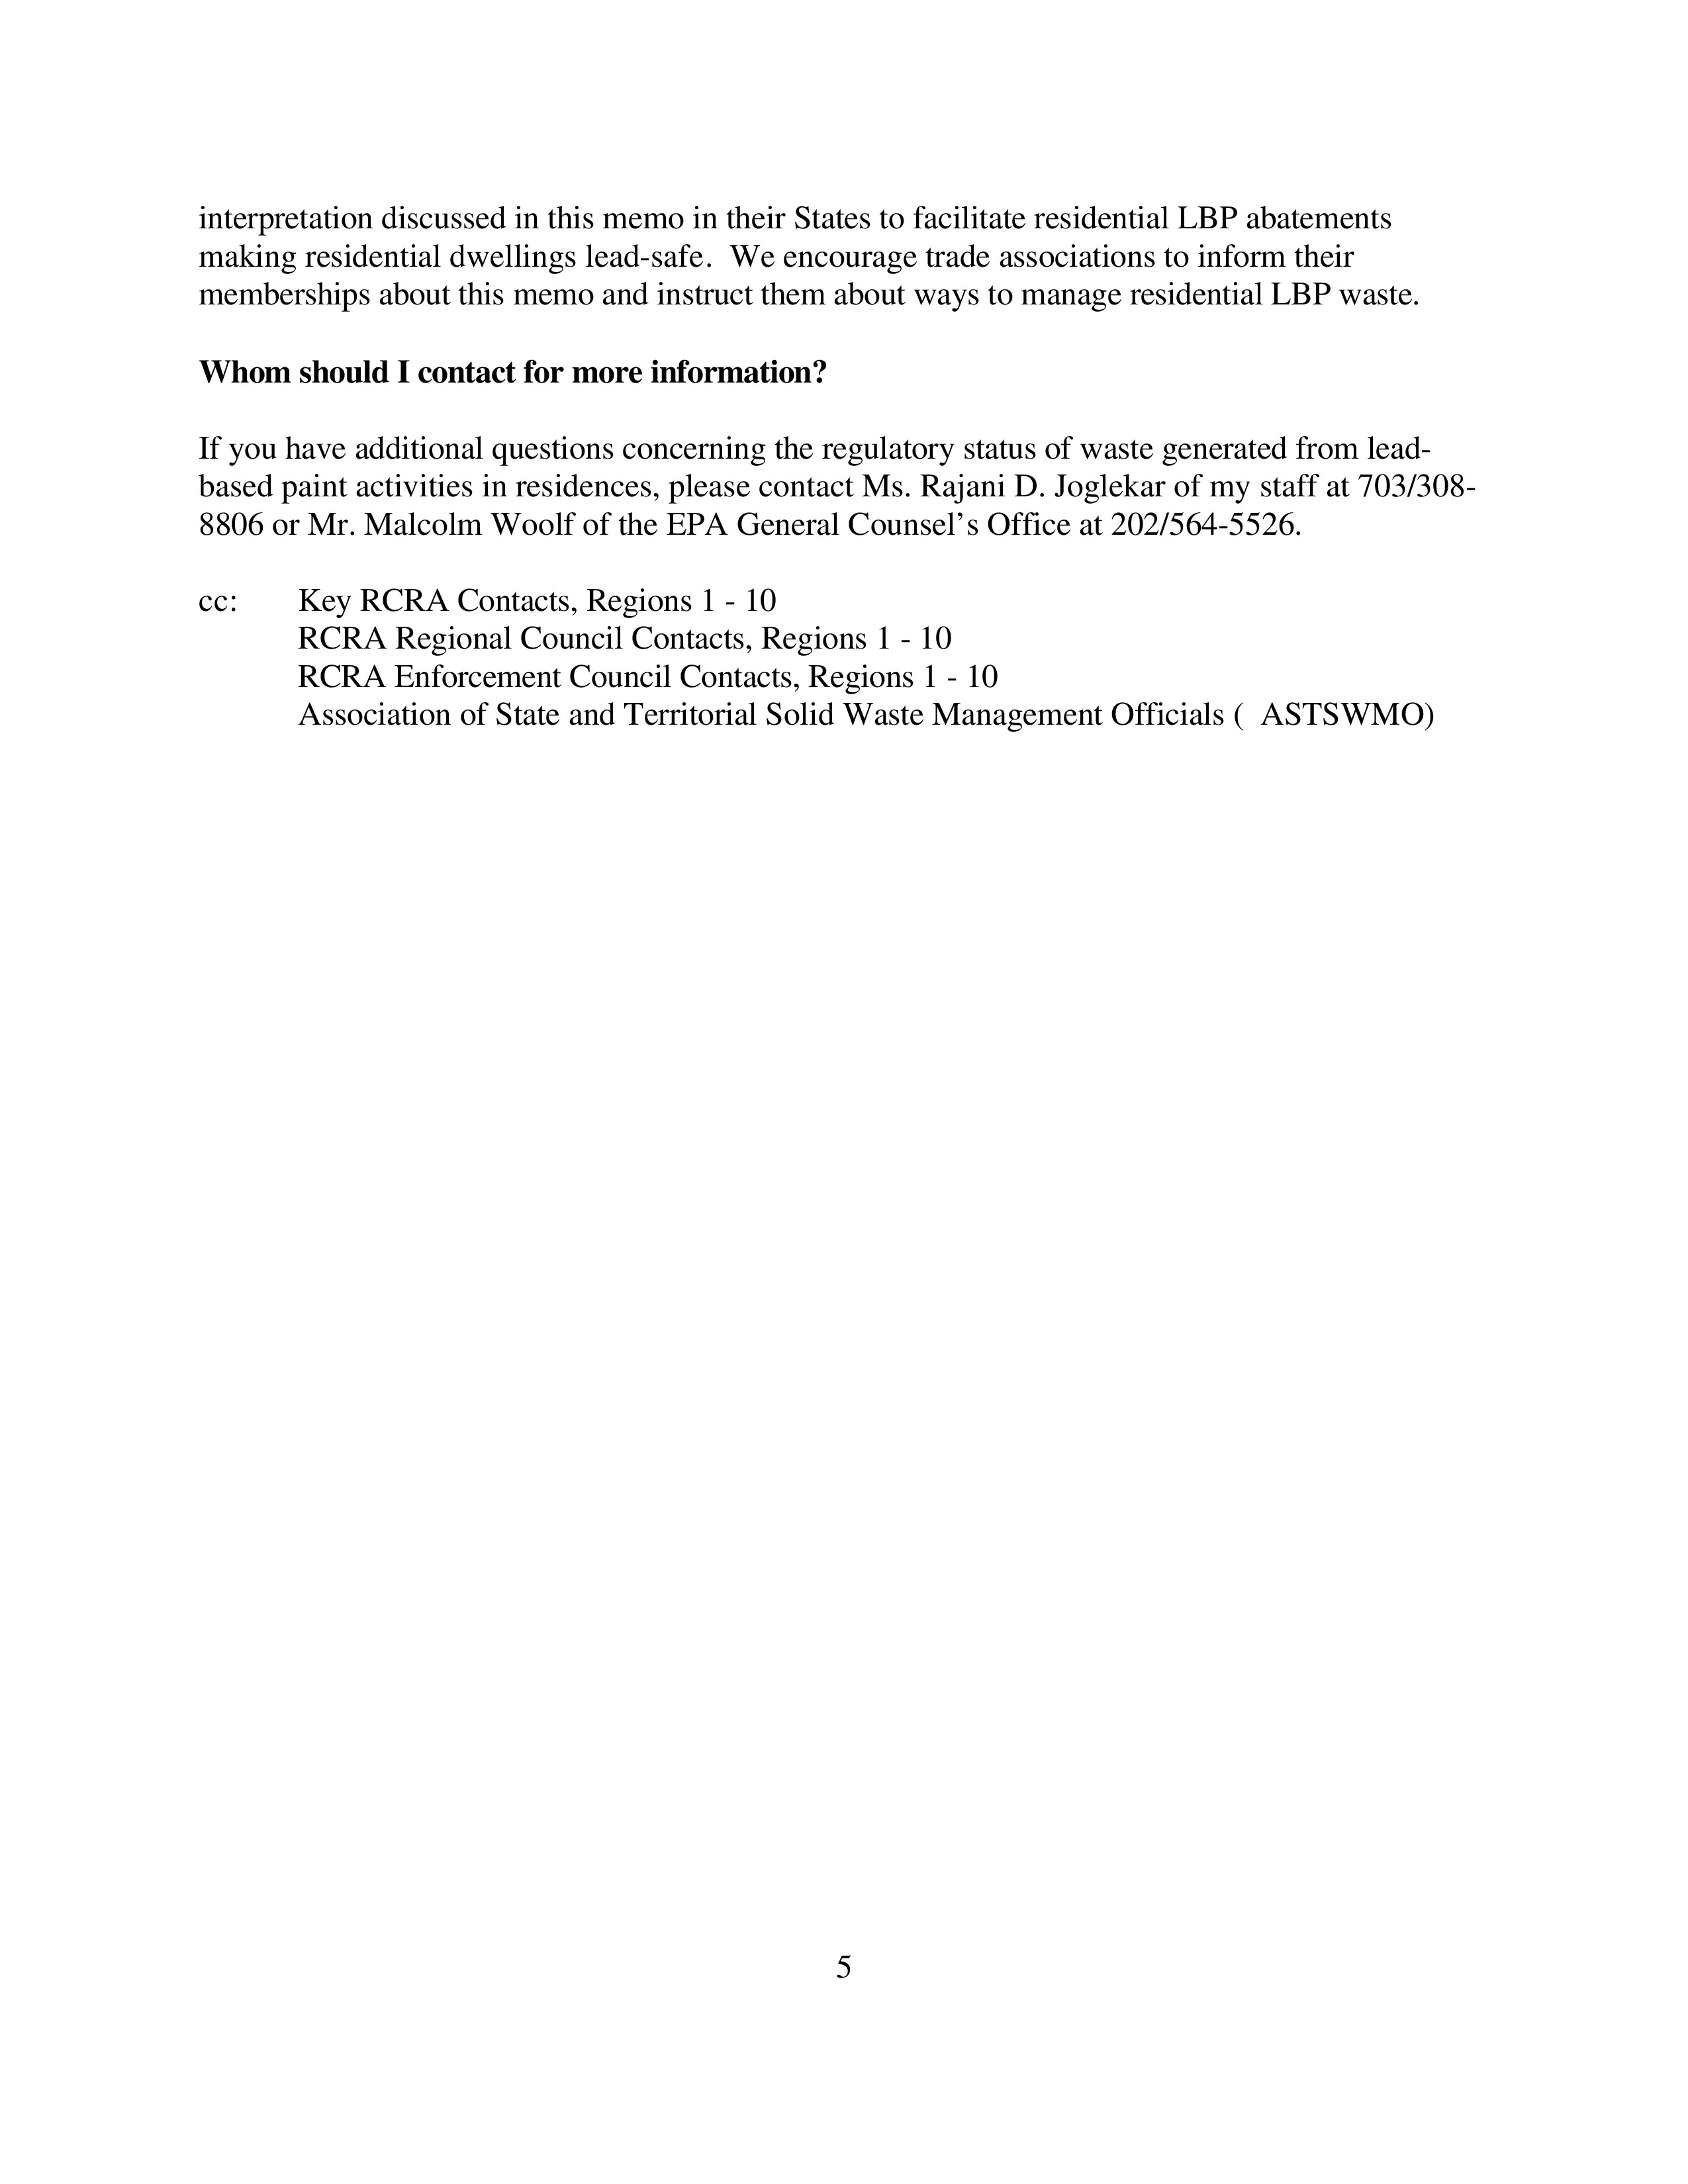 interpretation discussed in this memo in their States to facilitate residential LBP abatements
making residential dwellings lead-safe.  We encourage trade associations to inform their
memberships about this memo and instruct them about ways to manage residential LBP waste.
Whom should I contact for more information?
If you have additional questions concerning the regulatory status of waste generated from lead-
based paint activities in residences, please contact Ms. Rajani D. Joglekar of my staff at 703/308-
8806 or Mr. Malcolm Woolf of the EPA General Counsel’s Office at 202/564-5526.
cc: Key RCRA Contacts, Regions 1 - 10
RCRA Regional Council Contacts, Regions 1 - 10
RCRA Enforcement Council Contacts, Regions 1 - 10
Association of State and Territorial Solid Waste Management Officials (  ASTSWMO)
5